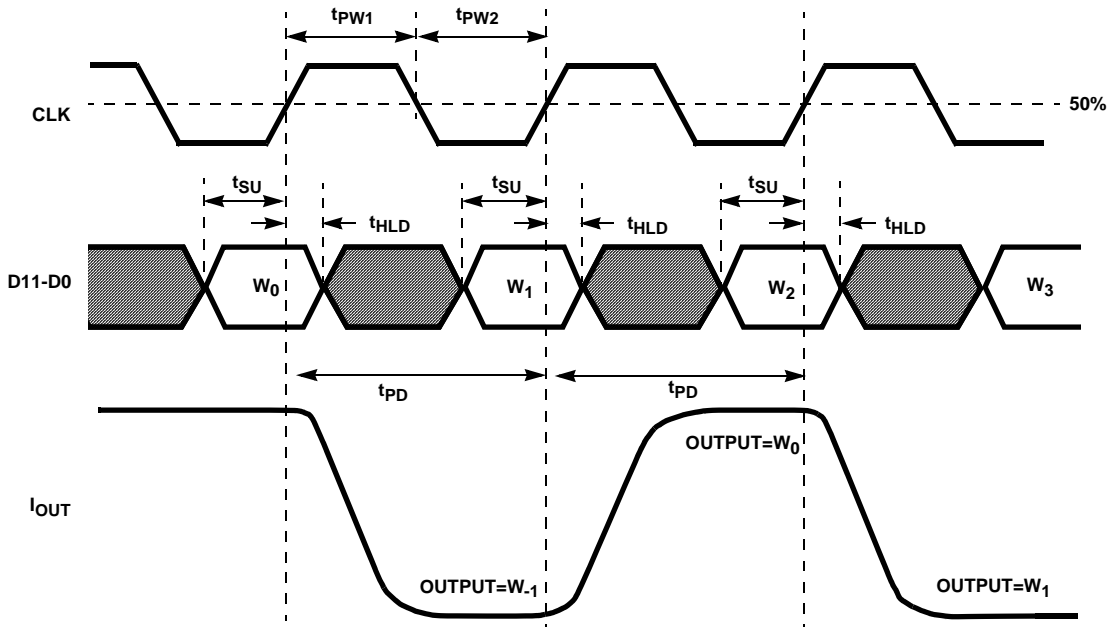 tPW1 tPW2
CLK
50%
tSU tSU tSU
tHLD tHLD tHLD
D11-D0 W0 W1 W2 W3
tPD tPD
OUTPUT=W0
IOUT
OUTPUT=W-1 OUTPUT=W1